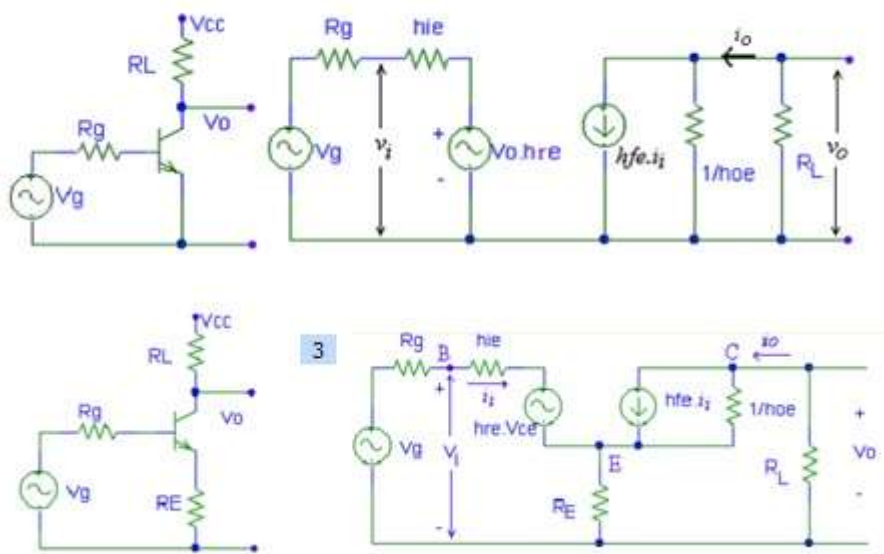 Vcc
RL
Rg
Vo
Vg
Rg
hie
Vg
vi
+
-
Vo.hre
hfe.ii
1/hoe
io
RL
vo
Vcc
RL
Rg
Vo
Vg
RE
3
Rg
B
hie
ii
+
Vg
Vi
-
hre.Vce
hfe.ii
E
RE
C
io
1/hoe
RL
+
Vo
-